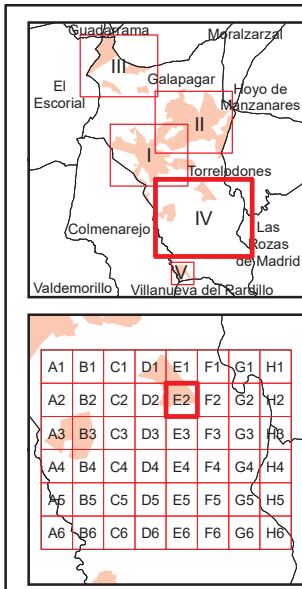 Guadarrama
Moralzarzal
III
El
Escorial
Galapagar
Hoyo de
Manzanares
II
I
Torrelodones
IV
Colmenarejo
Las
Rozas
de Madrid
V
Valdemorillo
Villanueva del Pardillo
A1 B1 C1 D1 E1 F1 G1 H1
A2 B2 C2 D2 E2 F2 G2 H2
A3 B3 C3 D3 E3 F3 G3 H3
A4 B4 C4 D4 E4 F4 G4 H4
A5 B5 C5 D5 E5 F5 G5 H5
A6 B6 C6 D6 E6 F6 G6 H6